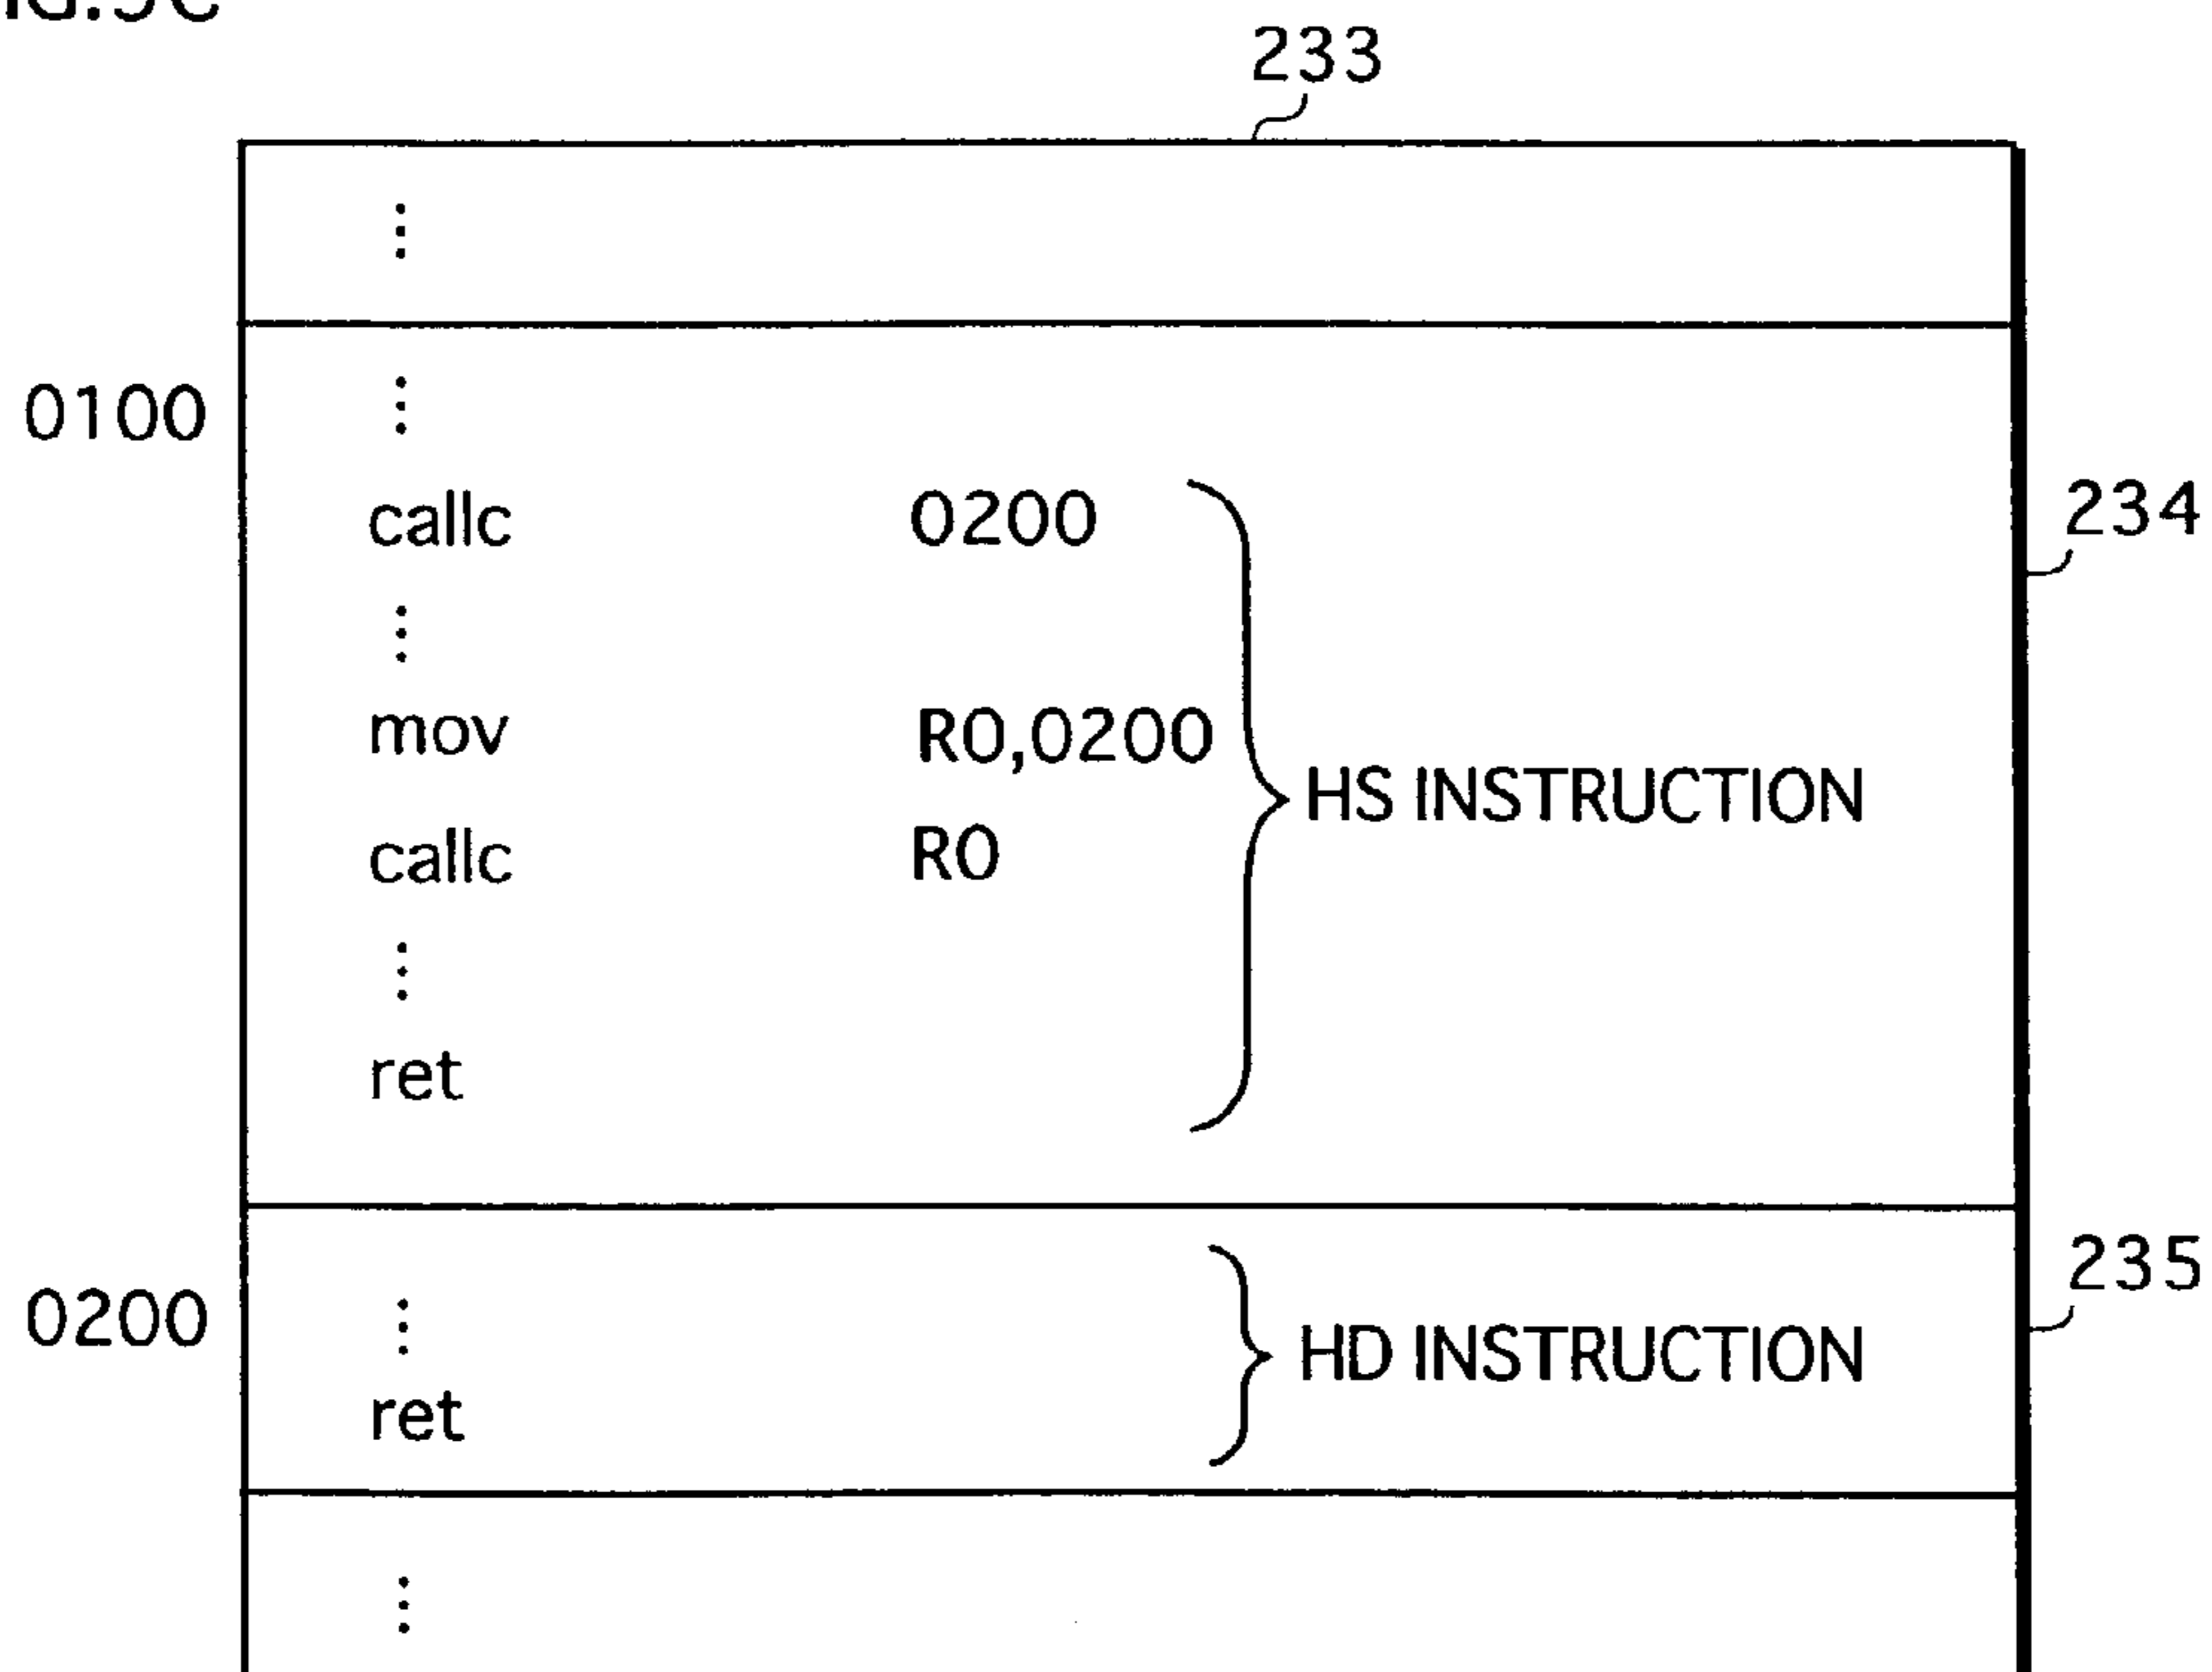 233
0100
callc 0200
234
mov R0,0200
HS INSTRUCTION
callc R0
ret
235
0200
HD INSTRUCTION
ret